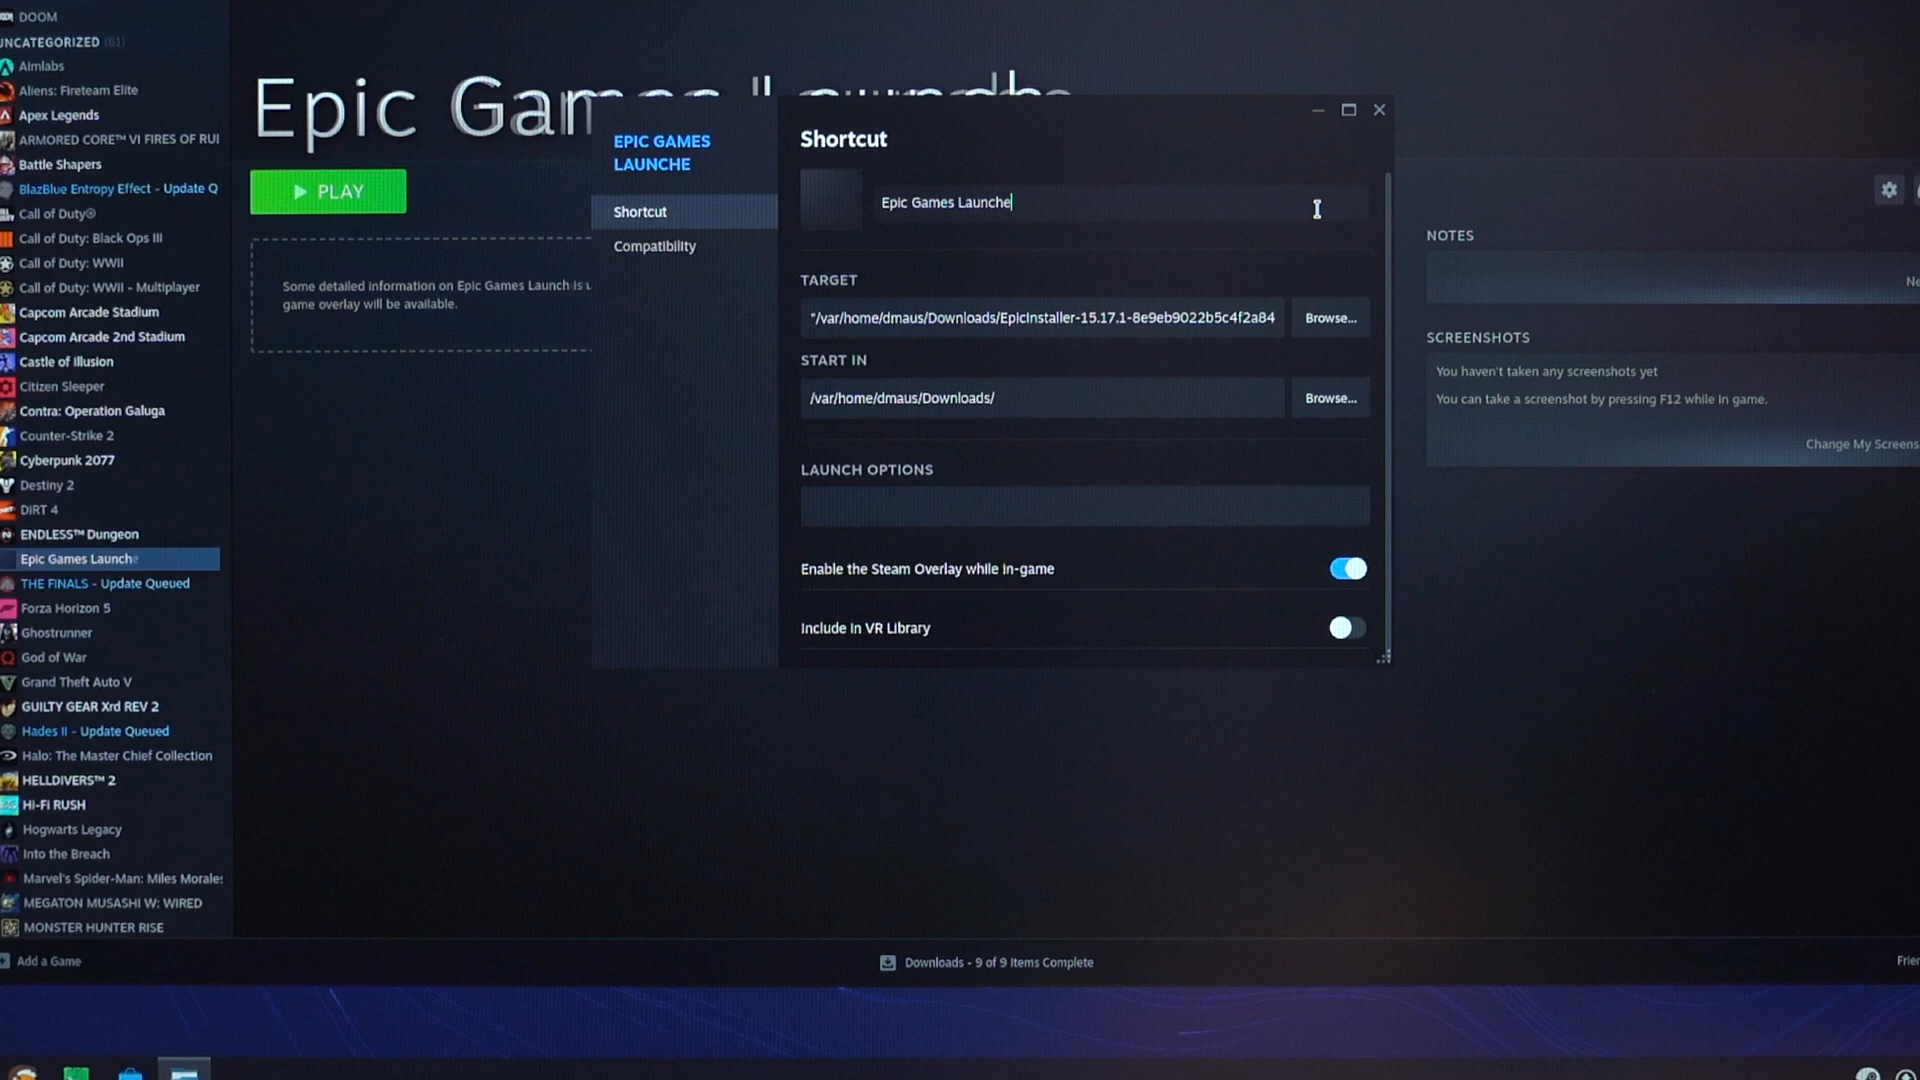 DOOM
UNCATEGORIZED (61)
Aimlabs
Aliens: Fireteam Elite
Apex Legends
ARMORED CORE™ VI FIRES OF RUI
Battle Shapers
BlazBlue Entropy Effect - Update Q
Call of Duty®
Call of Duty: Black Ops III
Call of Duty: WWII
Call of Duty: WWII - Multiplayer
Capcom Arcade Stadium
Capcom Arcade 2nd Stadium
Castle of Illusion
Citizen Sleeper
Contra: Operation Galuga
Counter-Strike 2
Cyberpunk 2077
Destiny 2
DiRT 4
ENDLESS™ Dungeon
Epic Games Launche
THE FINALS - Update Queued
Forza Horizon 5
Ghostrunner
God of War
Grand Theft Auto V
GUILTY GEAR Xrd REV 2
Hades II - Update Queued
Halo: The Master Chief Collection
HELLDIVERS™ 2
Hi-Fi RUSH
Hogwarts Legacy
Into the Breach
Marvel's Spider-Man: Miles Morales
MEGATON MUSASHI W: WIRED
MONSTER HUNTER RISE
Add a Game
Epic Games Launche
PLAY
Some detailed information on Epic Games Launch is u
game overlay will be available.
EPIC GAMES
LAUNCHE
Shortcut
Compatibility
Shortcut
Epic Games Launche
TARGET
"/var/home/dmaus/Downloads/EpicInstaller-15.17.1-8e9eb9022b5c4f2a84
Browse...
START IN
/var/home/dmaus/Downloads/
Browse...
LAUNCH OPTIONS
Enable the Steam Overlay while in-game
Include in VR Library
NOTES
Ne
SCREENSHOTS
You haven't taken any screenshots yet
You can take a screenshot by pressing F12 while in game.
Change My Screens
Downloads - 9 of 9 Items Complete
Frien